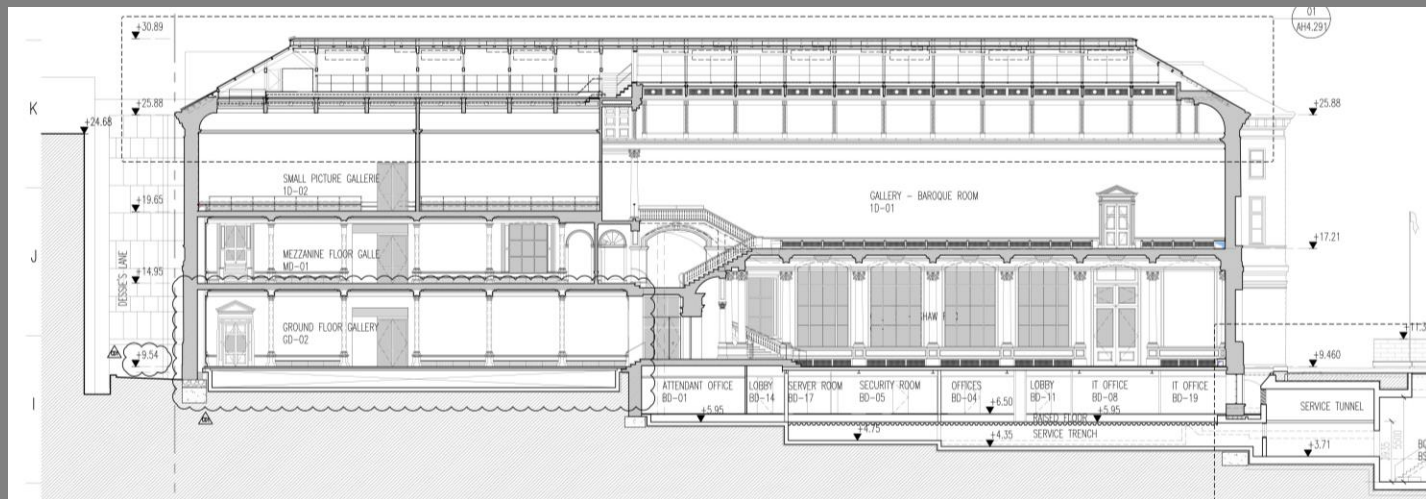 01
AH4.291
+30.89
K
+25.88
+25.88
+24.68
SMALL PICTURE GALLERIE
1D-02
GALLERY - BAROQUE ROOM
1D-01
+19.65
+17.21
J
MEZZANINE FLOOR GALLE
MD-01
DESSIE'S LANE
+14.95
GROUND FLOOR GALLERY
GD-02
SHAW
+9.54
+9.460
I
ATTENDANT OFFICE
BD-01
LOBBY
BD-14
SERVER ROOM
BD-17
SECURITY ROOM
BD-05
OFFICES
BD-04
LOBBY
BD-11
IT OFFICE
BD-08
IT OFFICE
BD-19
+6.50
+5.95
+5.95
RAISED FLOOR
SERVICE TUNNEL
+4.75
+4.35
SERVICE TRENCH
+3.71